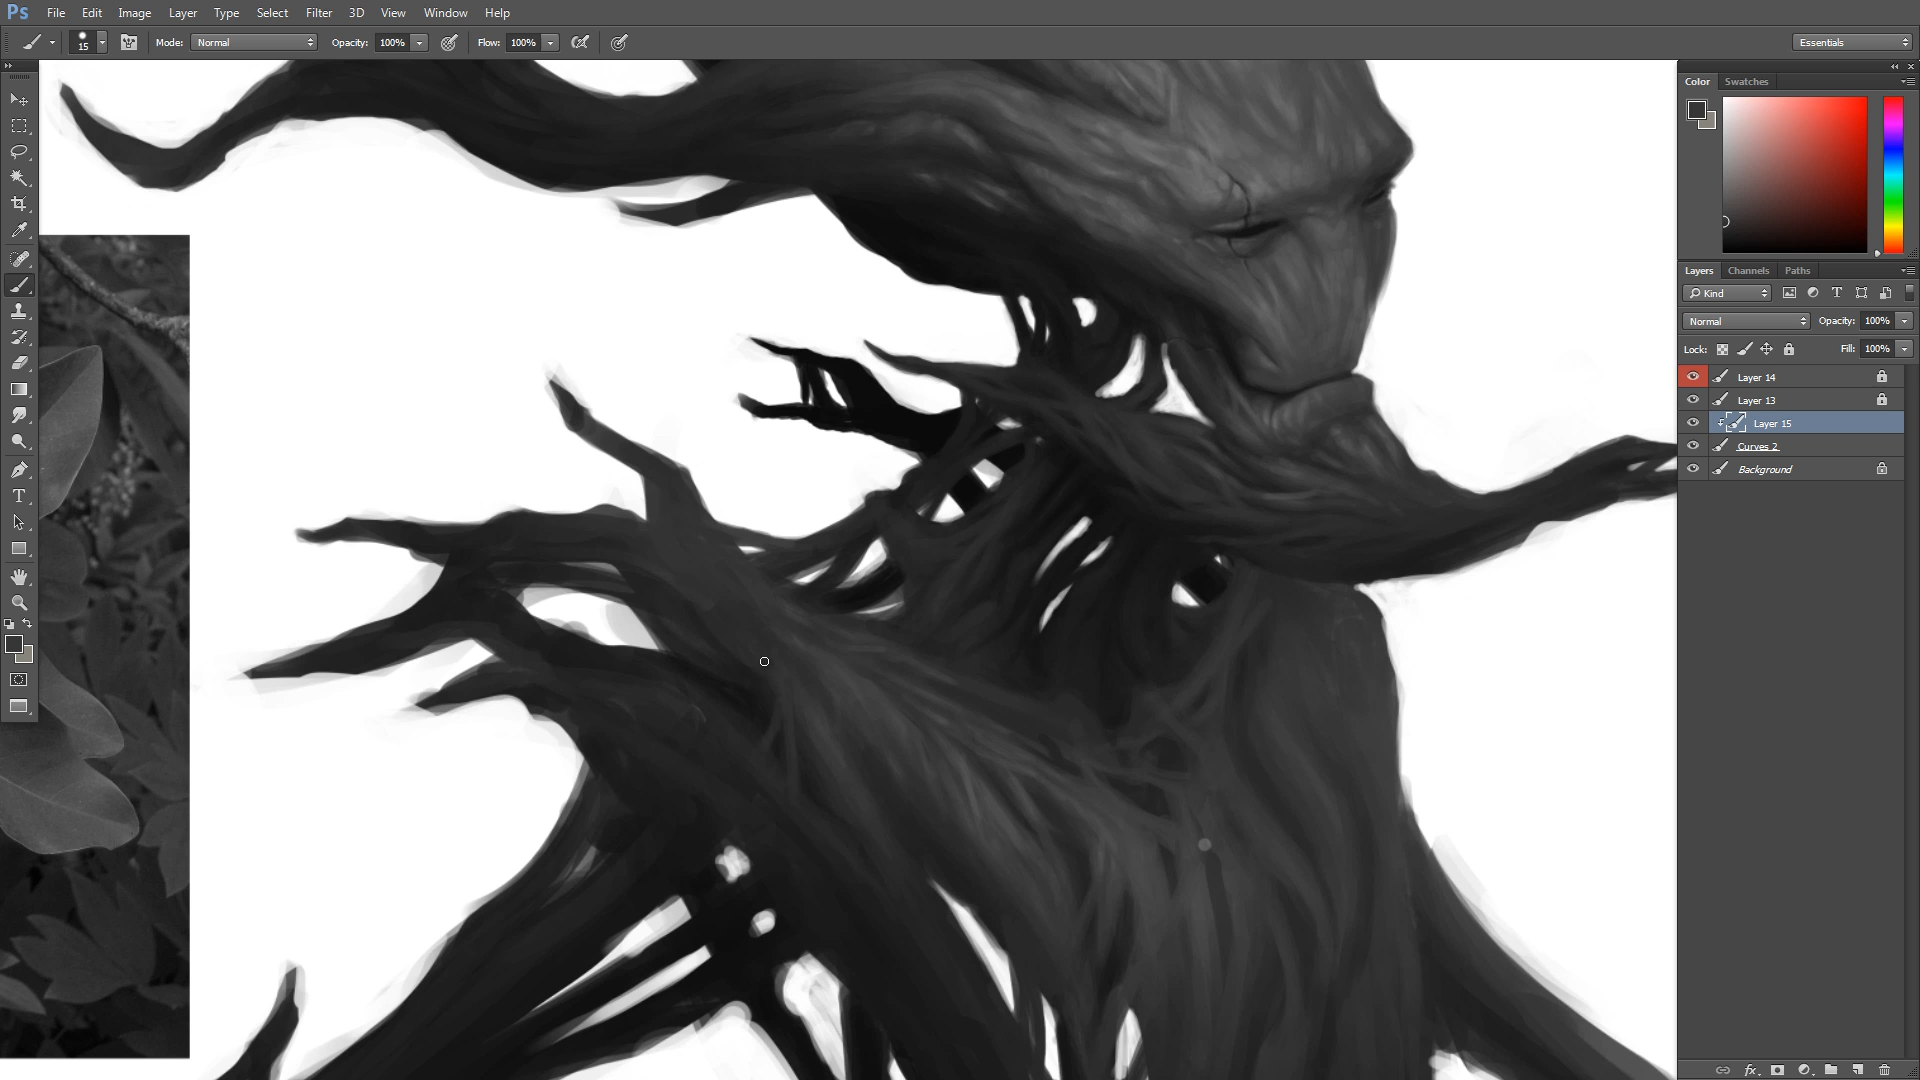 Ps File Edit Image Layer Type Select Filter 3D View Window Help
15 Mode: Normal Opacity: 100% Flow: 100% Essentials
Color Swatches
Layers Channels Paths
Kind T
Normal Opacity: 100%
Lock: Fill: 100%
Layer 14
Layer 13
Layer 15
Curves 2
Background
T
fx